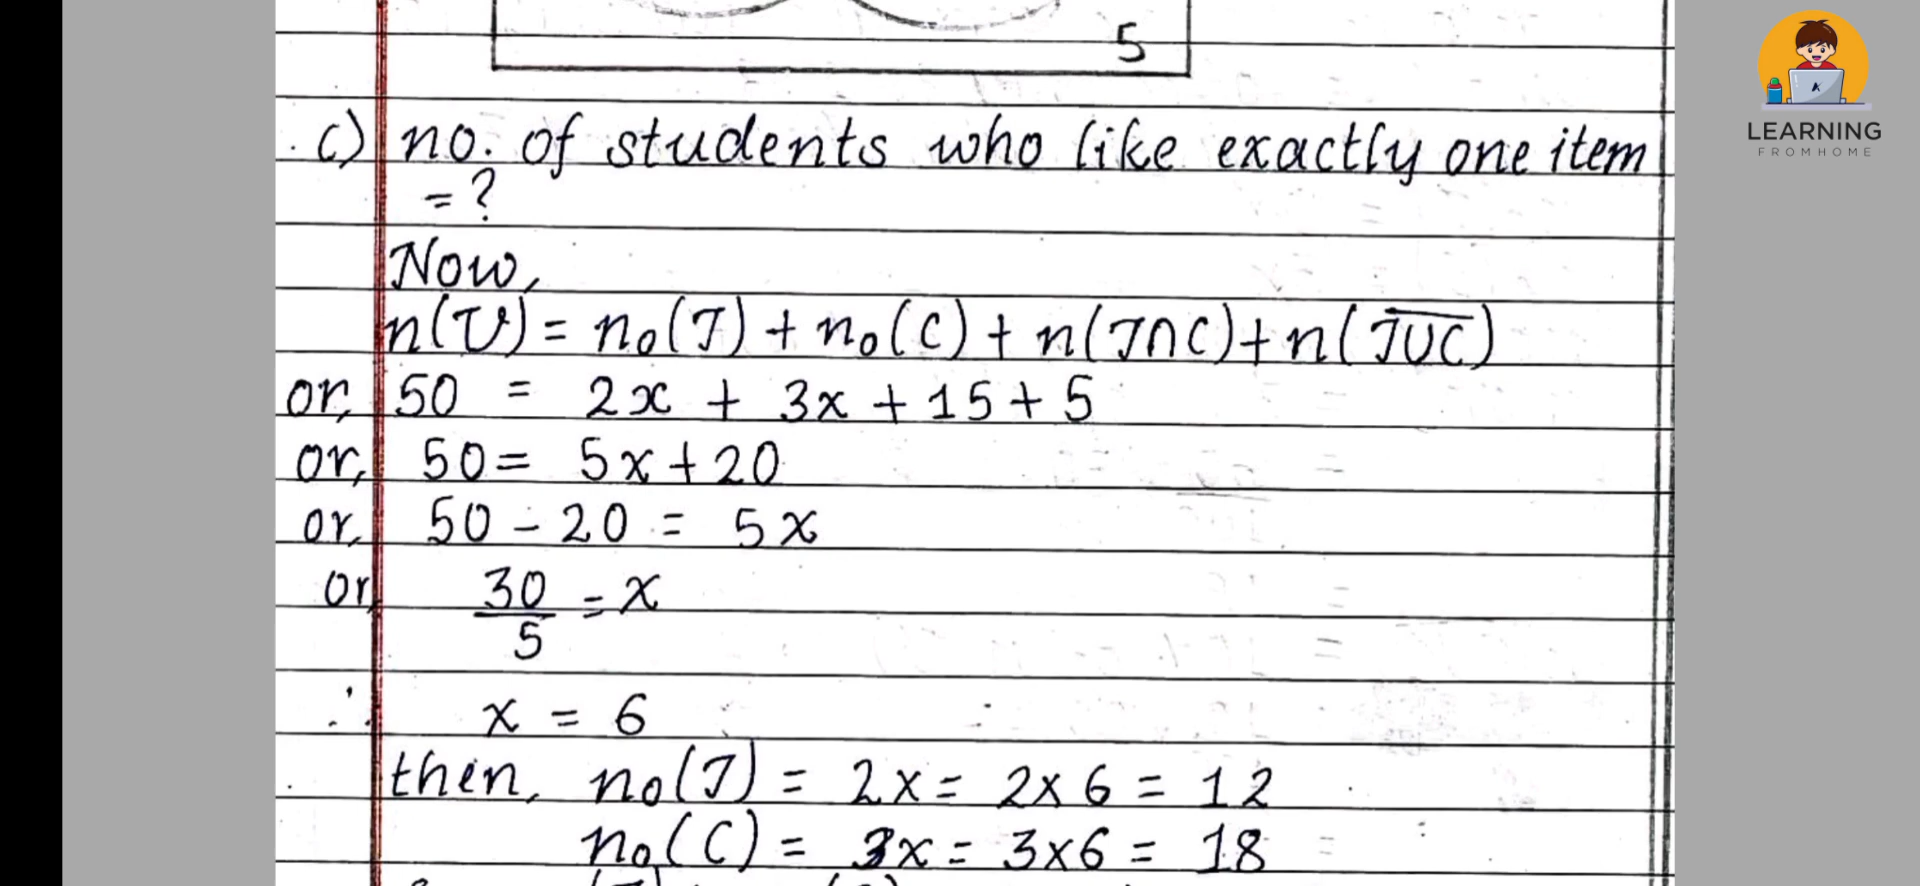 5
c) no. of students who like exactly one item
= ?
Now,
n(U) = n₀(T) + n₀(C) + n(T∩C) + n(T̅∪̅C̅)
or, 50 = 2x + 3x + 15 + 5
or, 50 = 5x + 20
or, 50 - 20 = 5x
or, 30/5 = x
∴ x = 6
then, n₀(T) = 2x = 2×6 = 12
n₀(C) = 3x = 3×6 = 18
LEARNING
FROMHOME